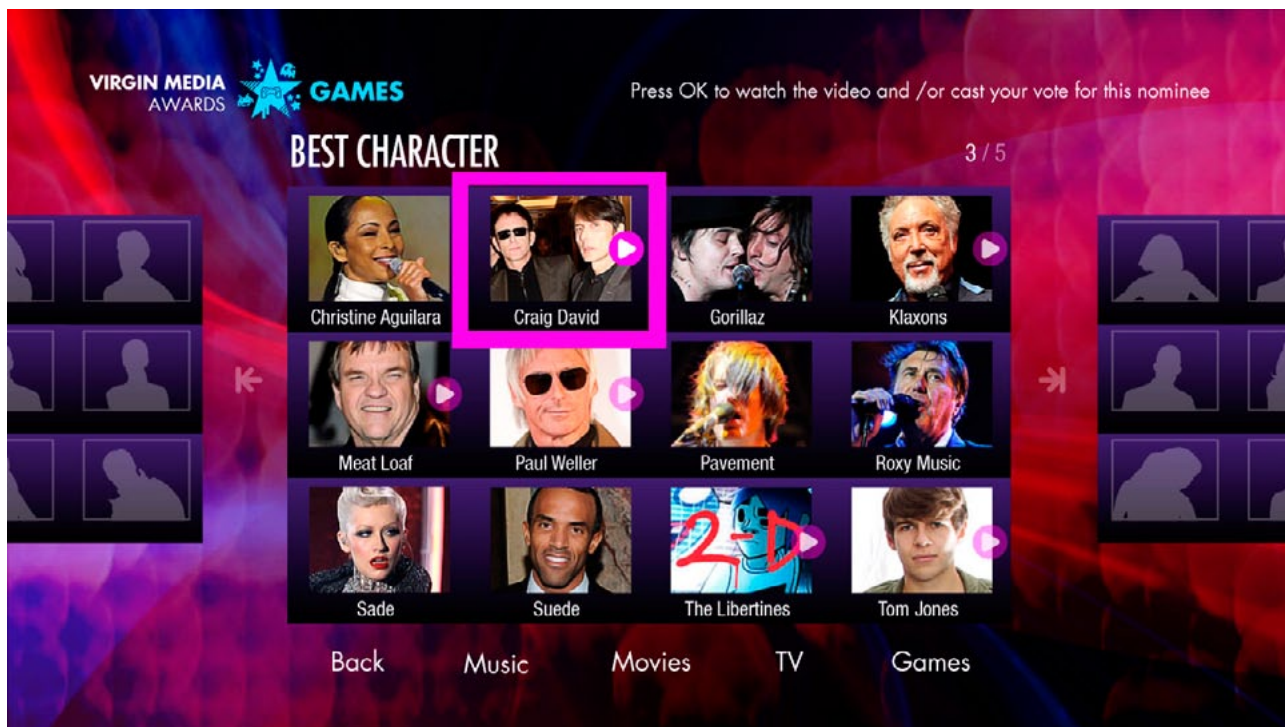 VIRGIN MEDIA
AWARDS
GAMES
Press OK to watch the video and /or cast your vote for this nominee
BEST CHARACTER
3 / 5
Christine Aguilara
Craig David
Gorillaz
Klaxons
Meat Loaf
Paul Weller
Pavement
Roxy Music
2-D
Sade
Suede
The Libertines
Tom Jones
Back
Music
Movies
TV
Games